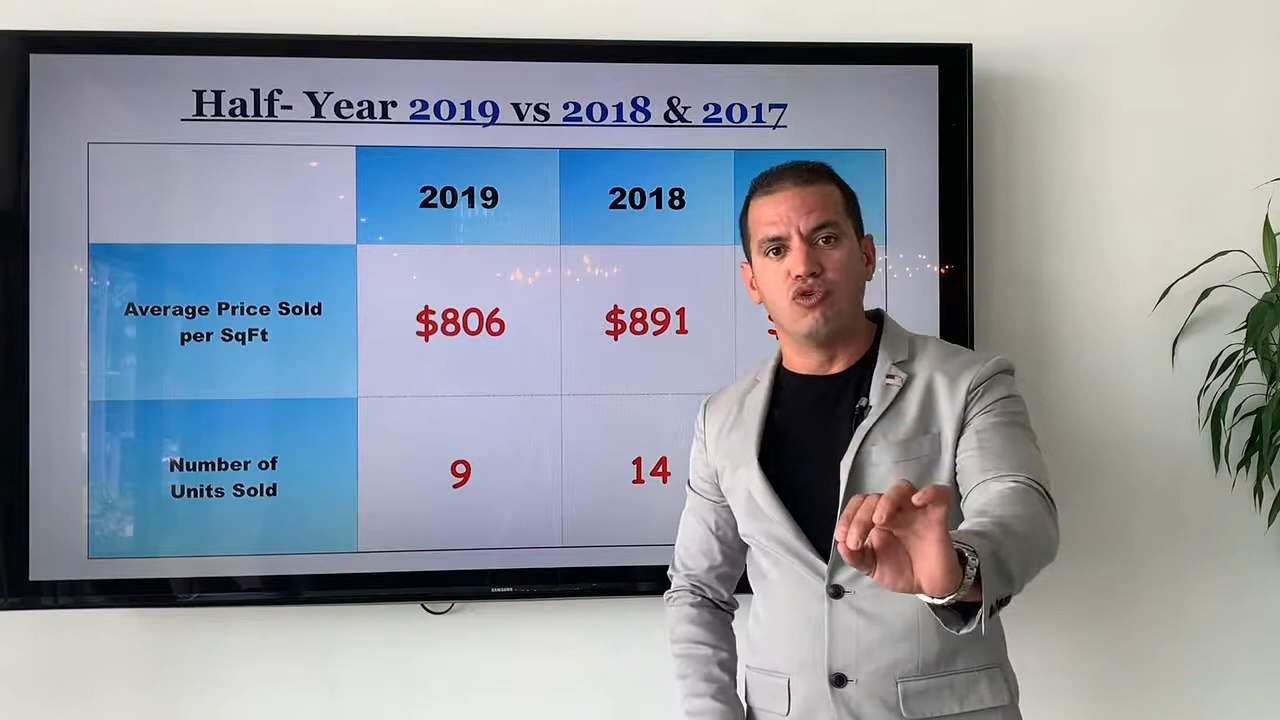 Half- Year 2019 vs 2018 & 2017
2019 2018
Average Price Sold
per SqFt
$806 $891
Number of
Units Sold
9 14
SAMSUNG